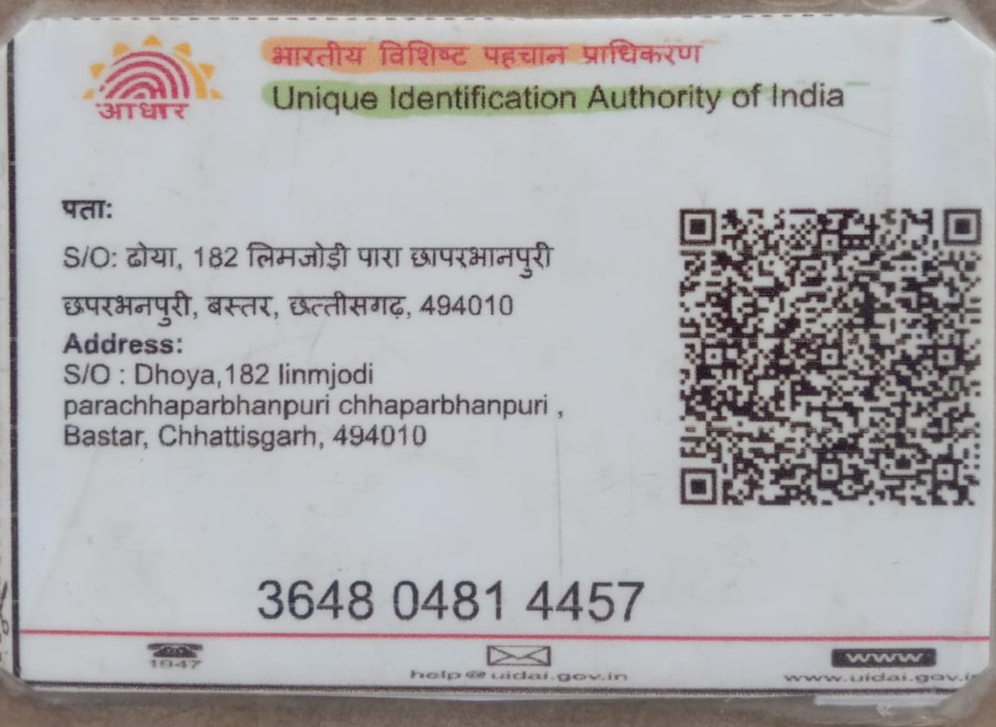 भारतीय विशिष्ट पहचान प्राधिकरण
आधार
Unique Identification Authority of India
पता:
S/O: ढोया, 182 लिमजोड़ी पारा छापरभानपुरी
छपरभनपुरी, बस्तर, छत्तीसगढ़, 494010
Address:
S/O : Dhoya,182 linmjodi
parachhaparbhanpuri chhaparbhanpuri ,
Bastar, Chhattisgarh, 494010
3648 0481 4457
1947
help@uidai.gov.in
www
www.uidai.gov.in